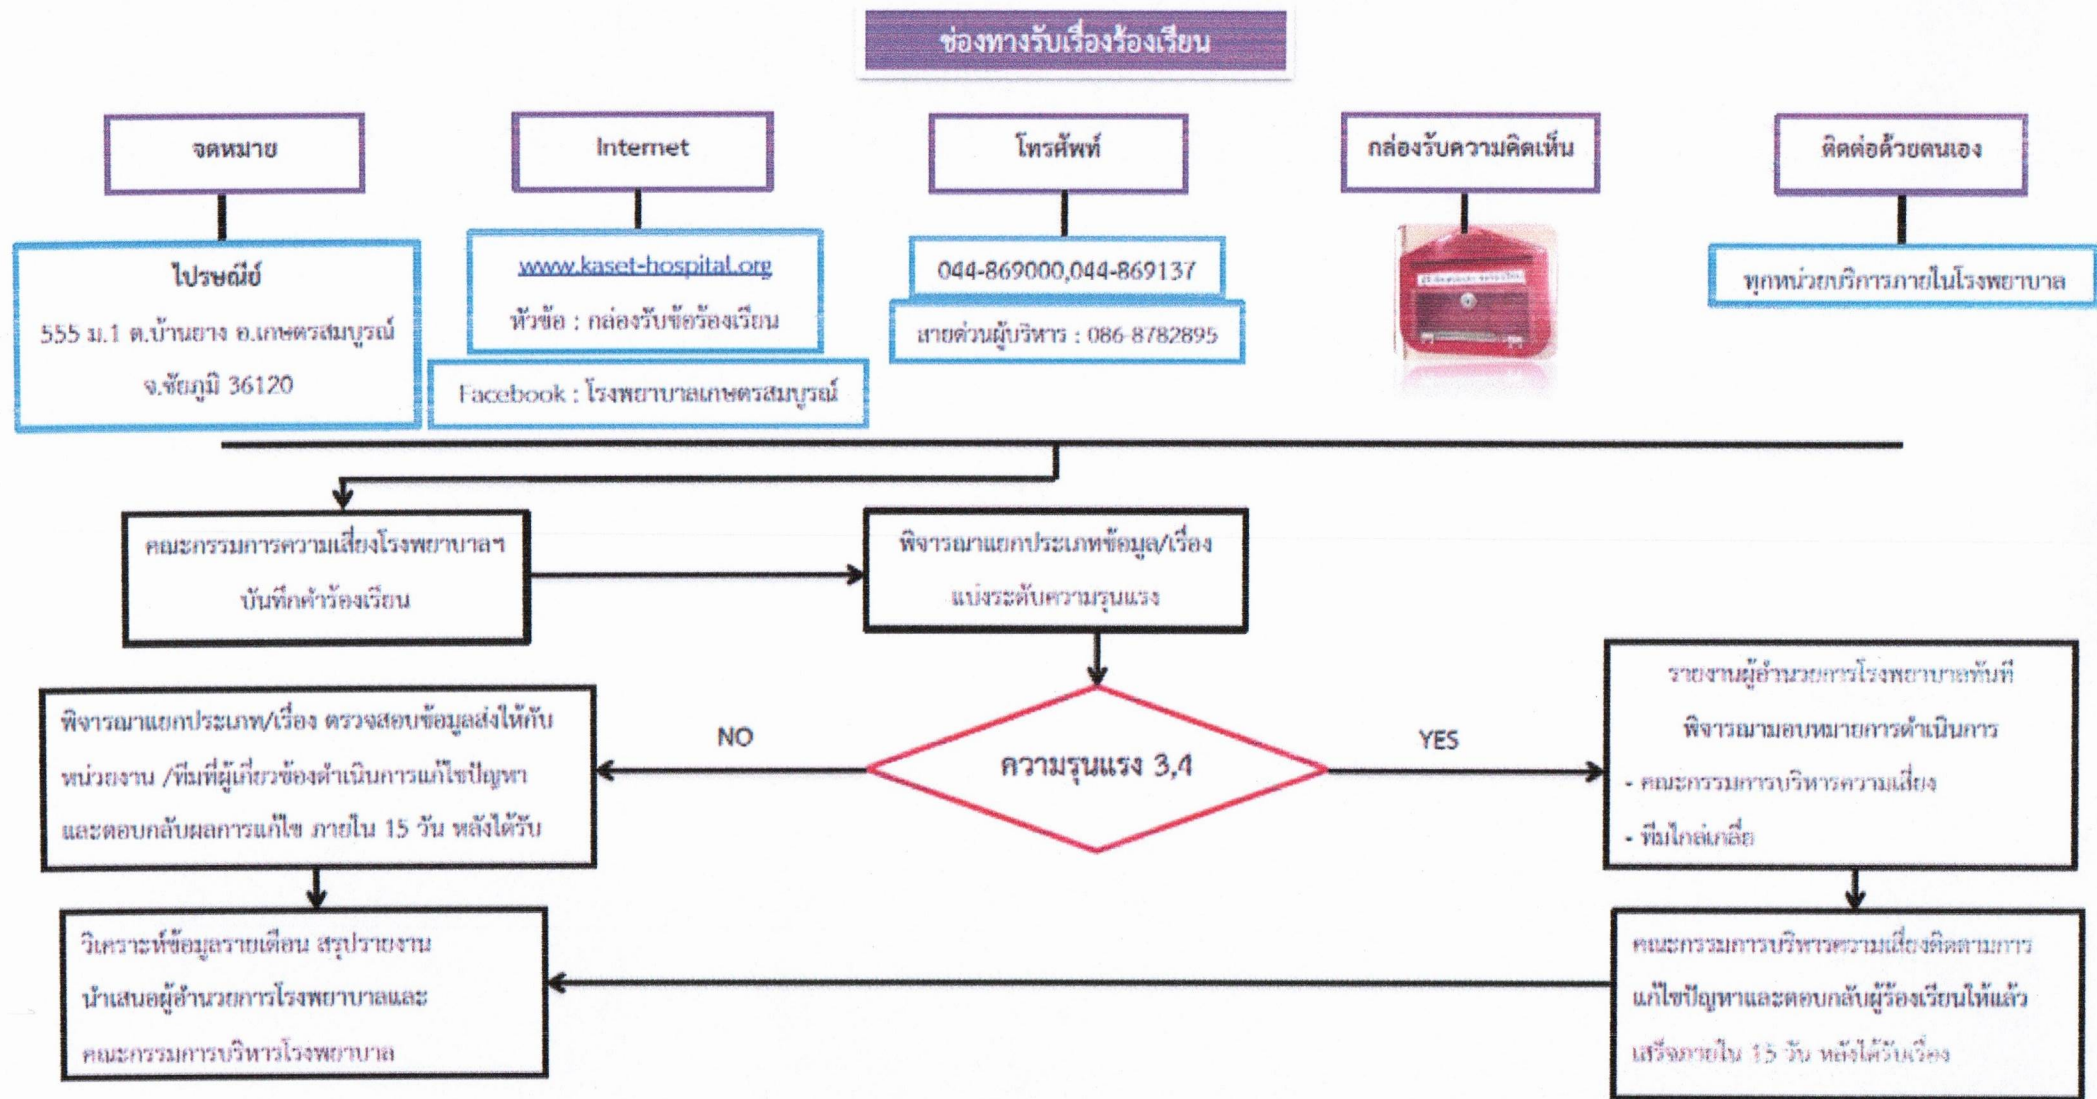 ช่องทางรับเรื่องร้องเรียน
จดหมาย
Internet
โทรศัพท์
กล่องรับความคิดเห็น
ติดต่อด้วยตนเอง
ไปรษณีย์
555 ม.1 ต.บ้านยาง อ.เกษตรสมบูรณ์
จ.ชัยภูมิ 36120
www.kaset-hospital.org
หัวข้อ : กล่องรับข้อร้องเรียน
Facebook : โรงพยาบาลเกษตรสมบูรณ์
044-869000,044-869137
สายด่วนผู้บริหาร : 086-8782895
ทุกหน่วยบริการภายในโรงพยาบาล
คณะกรรมการความเสี่ยงโรงพยาบาลฯ
บันทึกคำร้องเรียน
พิจารณาแยกประเภทข้อมูล/เรื่อง
แบ่งระดับความรุนแรง
ความรุนแรง 3,4
NO
YES
พิจารณาแยกประเภท/เรื่อง ตรวจสอบข้อมูลส่งให้กับ
หน่วยงาน /ทีมที่ผู้เกี่ยวข้องดำเนินการแก้ไขปัญหา
และตอบกลับผลการแก้ไข ภายใน 15 วัน หลังได้รับ
รายงานผู้อำนวยการโรงพยาบาลทันที
พิจารณามอบหมายการดำเนินการ
- คณะกรรมการบริหารความเสี่ยง
- ทีมไกล่เกลี่ย
วิเคราะห์ข้อมูลรายเดือน สรุปรายงาน
นำเสนอผู้อำนวยการโรงพยาบาลและ
คณะกรรมการบริหารโรงพยาบาล
คณะกรรมการบริหารความเสี่ยงติดตามการ
แก้ไขปัญหาและตอบกลับผู้ร้องเรียนให้แล้ว
เสร็จภายใน 15 วัน หลังได้รับเรื่อง